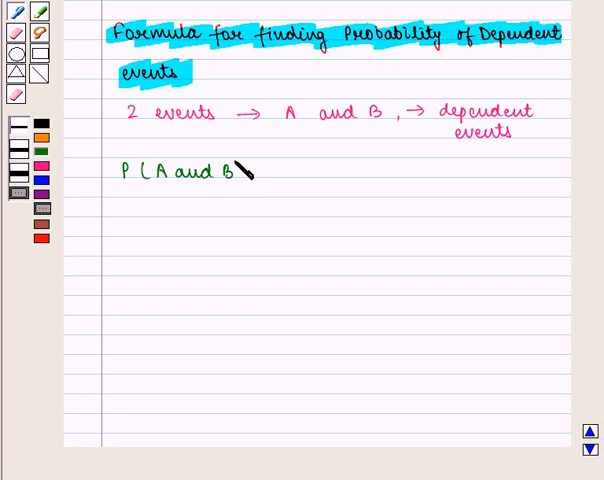 Formula for finding Probability of Dependent
events
2 events → A and B, → dependent
events
P (A and B